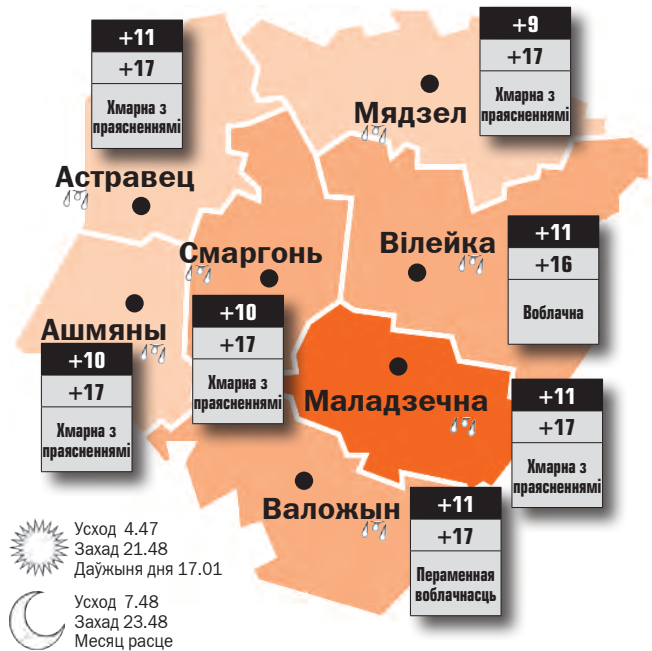 +11
+17
Хмарна з
праясненнямі
+9
+17
Хмарна з
праясненнямі
Мядзел
Астравец
Смаргонь
Вілейка
+11
+16
Воблачна
Ашмяны
+10
+17
Хмарна з
праясненнямі
+10
+17
Хмарна з
праясненнямі
Маладзечна
+11
+17
Хмарна з
праясненнямі
Валожын
+11
+17
Пераменная
воблачнасць
Усход 4.47
Захад 21.48
Даўжыня дня 17.01
Усход 7.48
Захад 23.48
Месяц расце